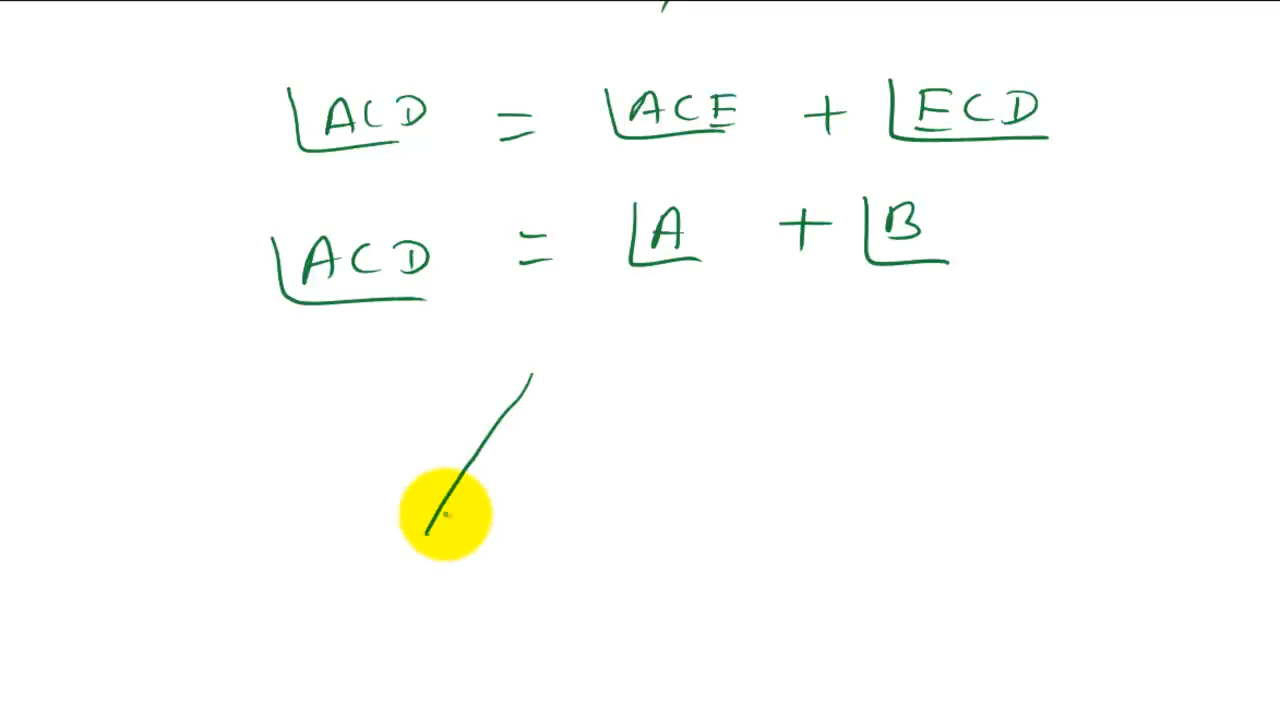 ∠ACD = ∠ACE + ∠ECD
∠ACD = ∠A + ∠B